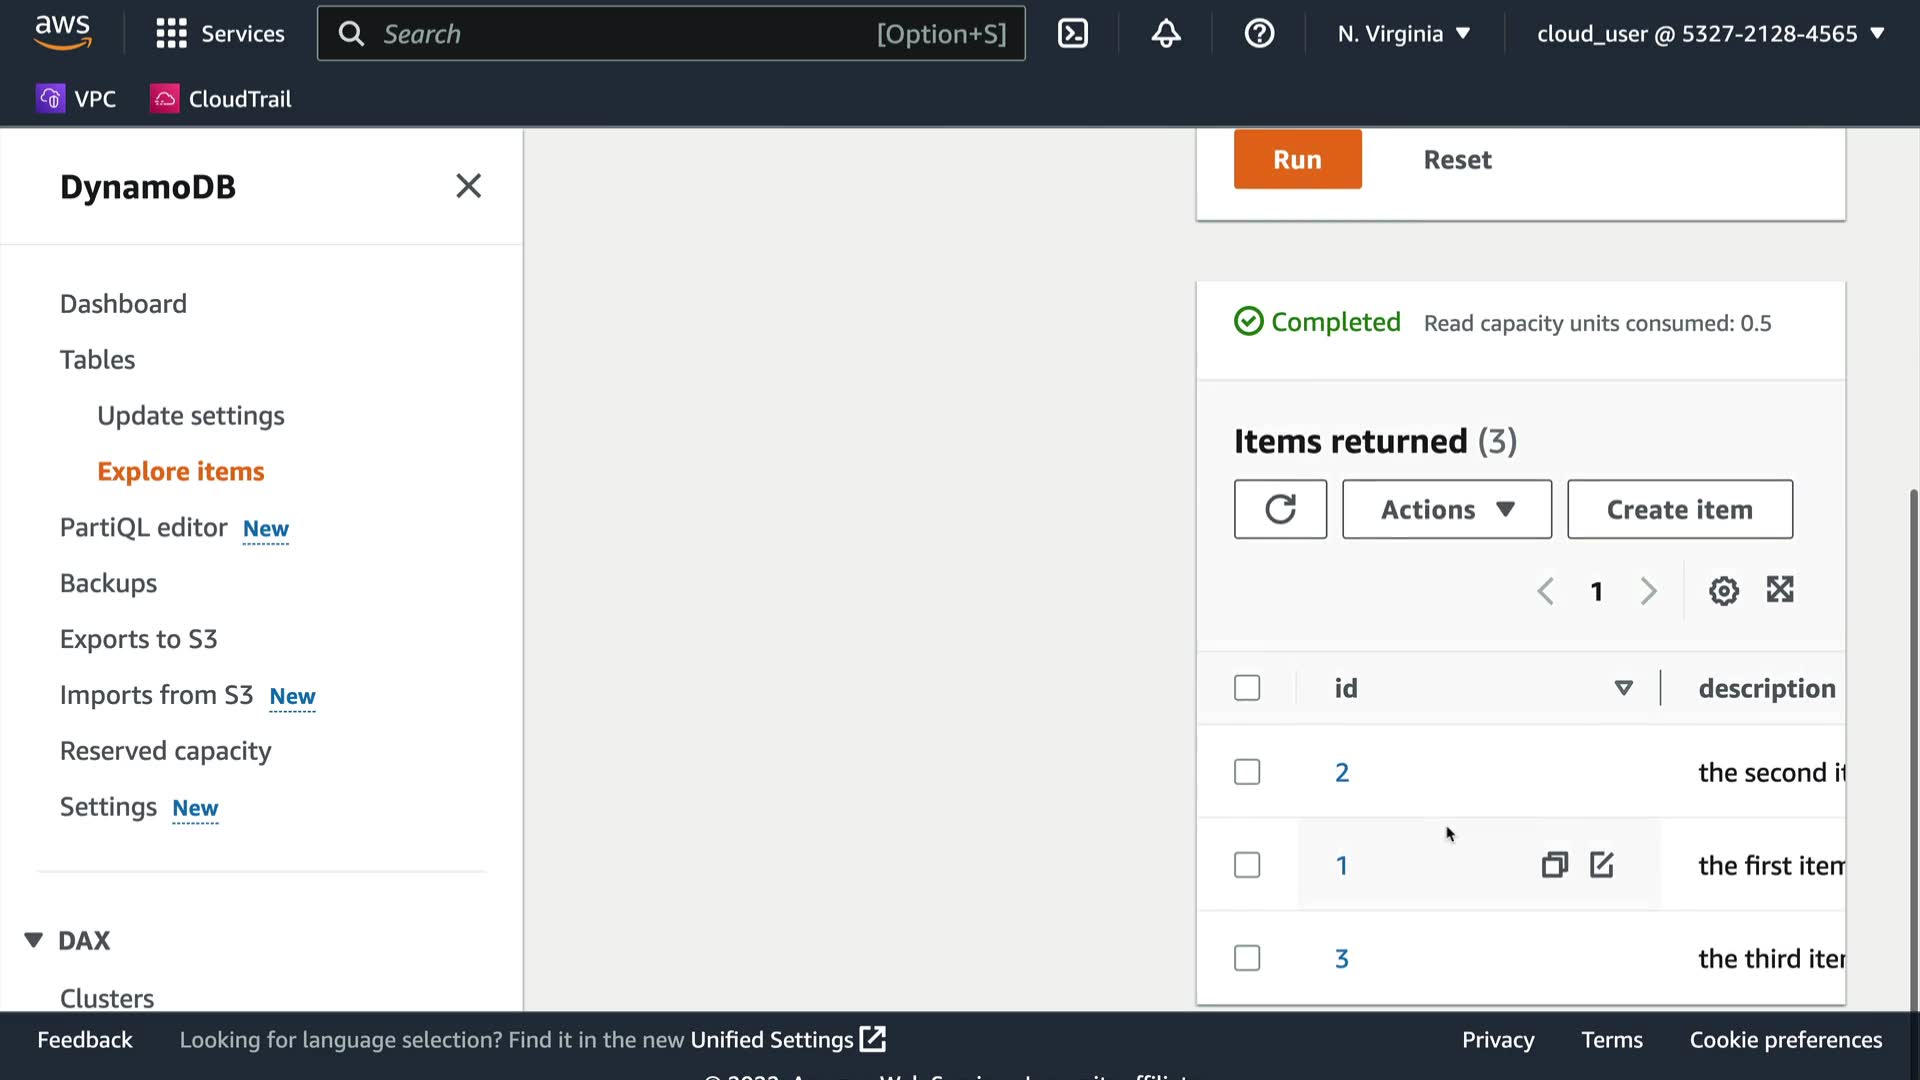 aws
Services
Search
[Option+S]
N. Virginia
cloud_user @ 5327-2128-4565
VPC
CloudTrail
DynamoDB
Dashboard
Tables
Update settings
Explore items
PartiQL editor New
Backups
Exports to S3
Imports from S3 New
Reserved capacity
Settings New
DAX
Clusters
Run
Reset
Completed
Read capacity units consumed: 0.5
Items returned (3)
Actions
Create item
1
id
description
2
the second
1
the first item
3
the third
Feedback
Looking for language selection? Find it in the new Unified Settings
Privacy
Terms
Cookie preferences